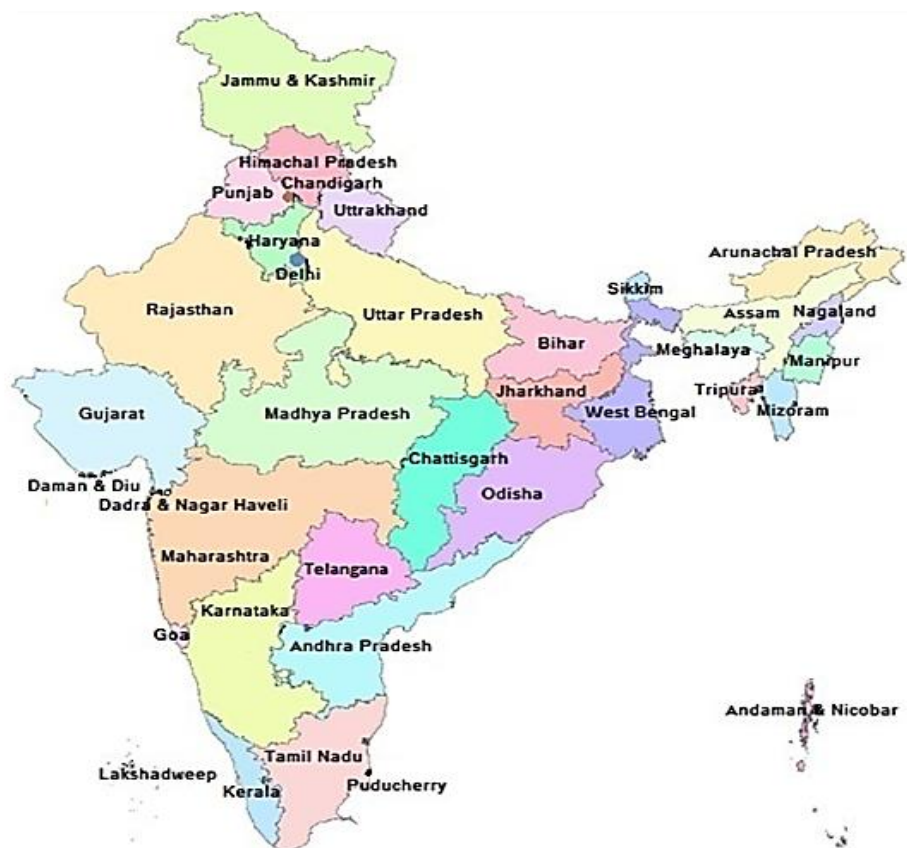 Jammu & Kashmir
Himachal Pradesh
Chandigarh
Punjab
Uttrakhand
Haryana
Delhi
Arunachal Pradesh
Sikkim
Rajasthan
Uttar Pradesh
Assam
Nagaland
Bihar
Meghalaya
Manipur
Jharkhand
Tripura
Gujarat
Madhya Pradesh
West Bengal
Mizoram
Chattisgarh
Daman & Diu
Odisha
Dadra & Nagar Haveli
Maharashtra
Telangana
Karnataka
Goa
Andhra Pradesh
Andaman & Nicobar
Tamil Nadu
Lakshadweep
Puducherry
Kerala